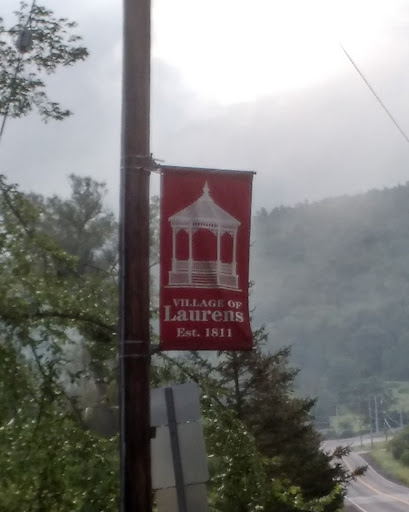 VILLAGE OF
Laurens
Est. 1811